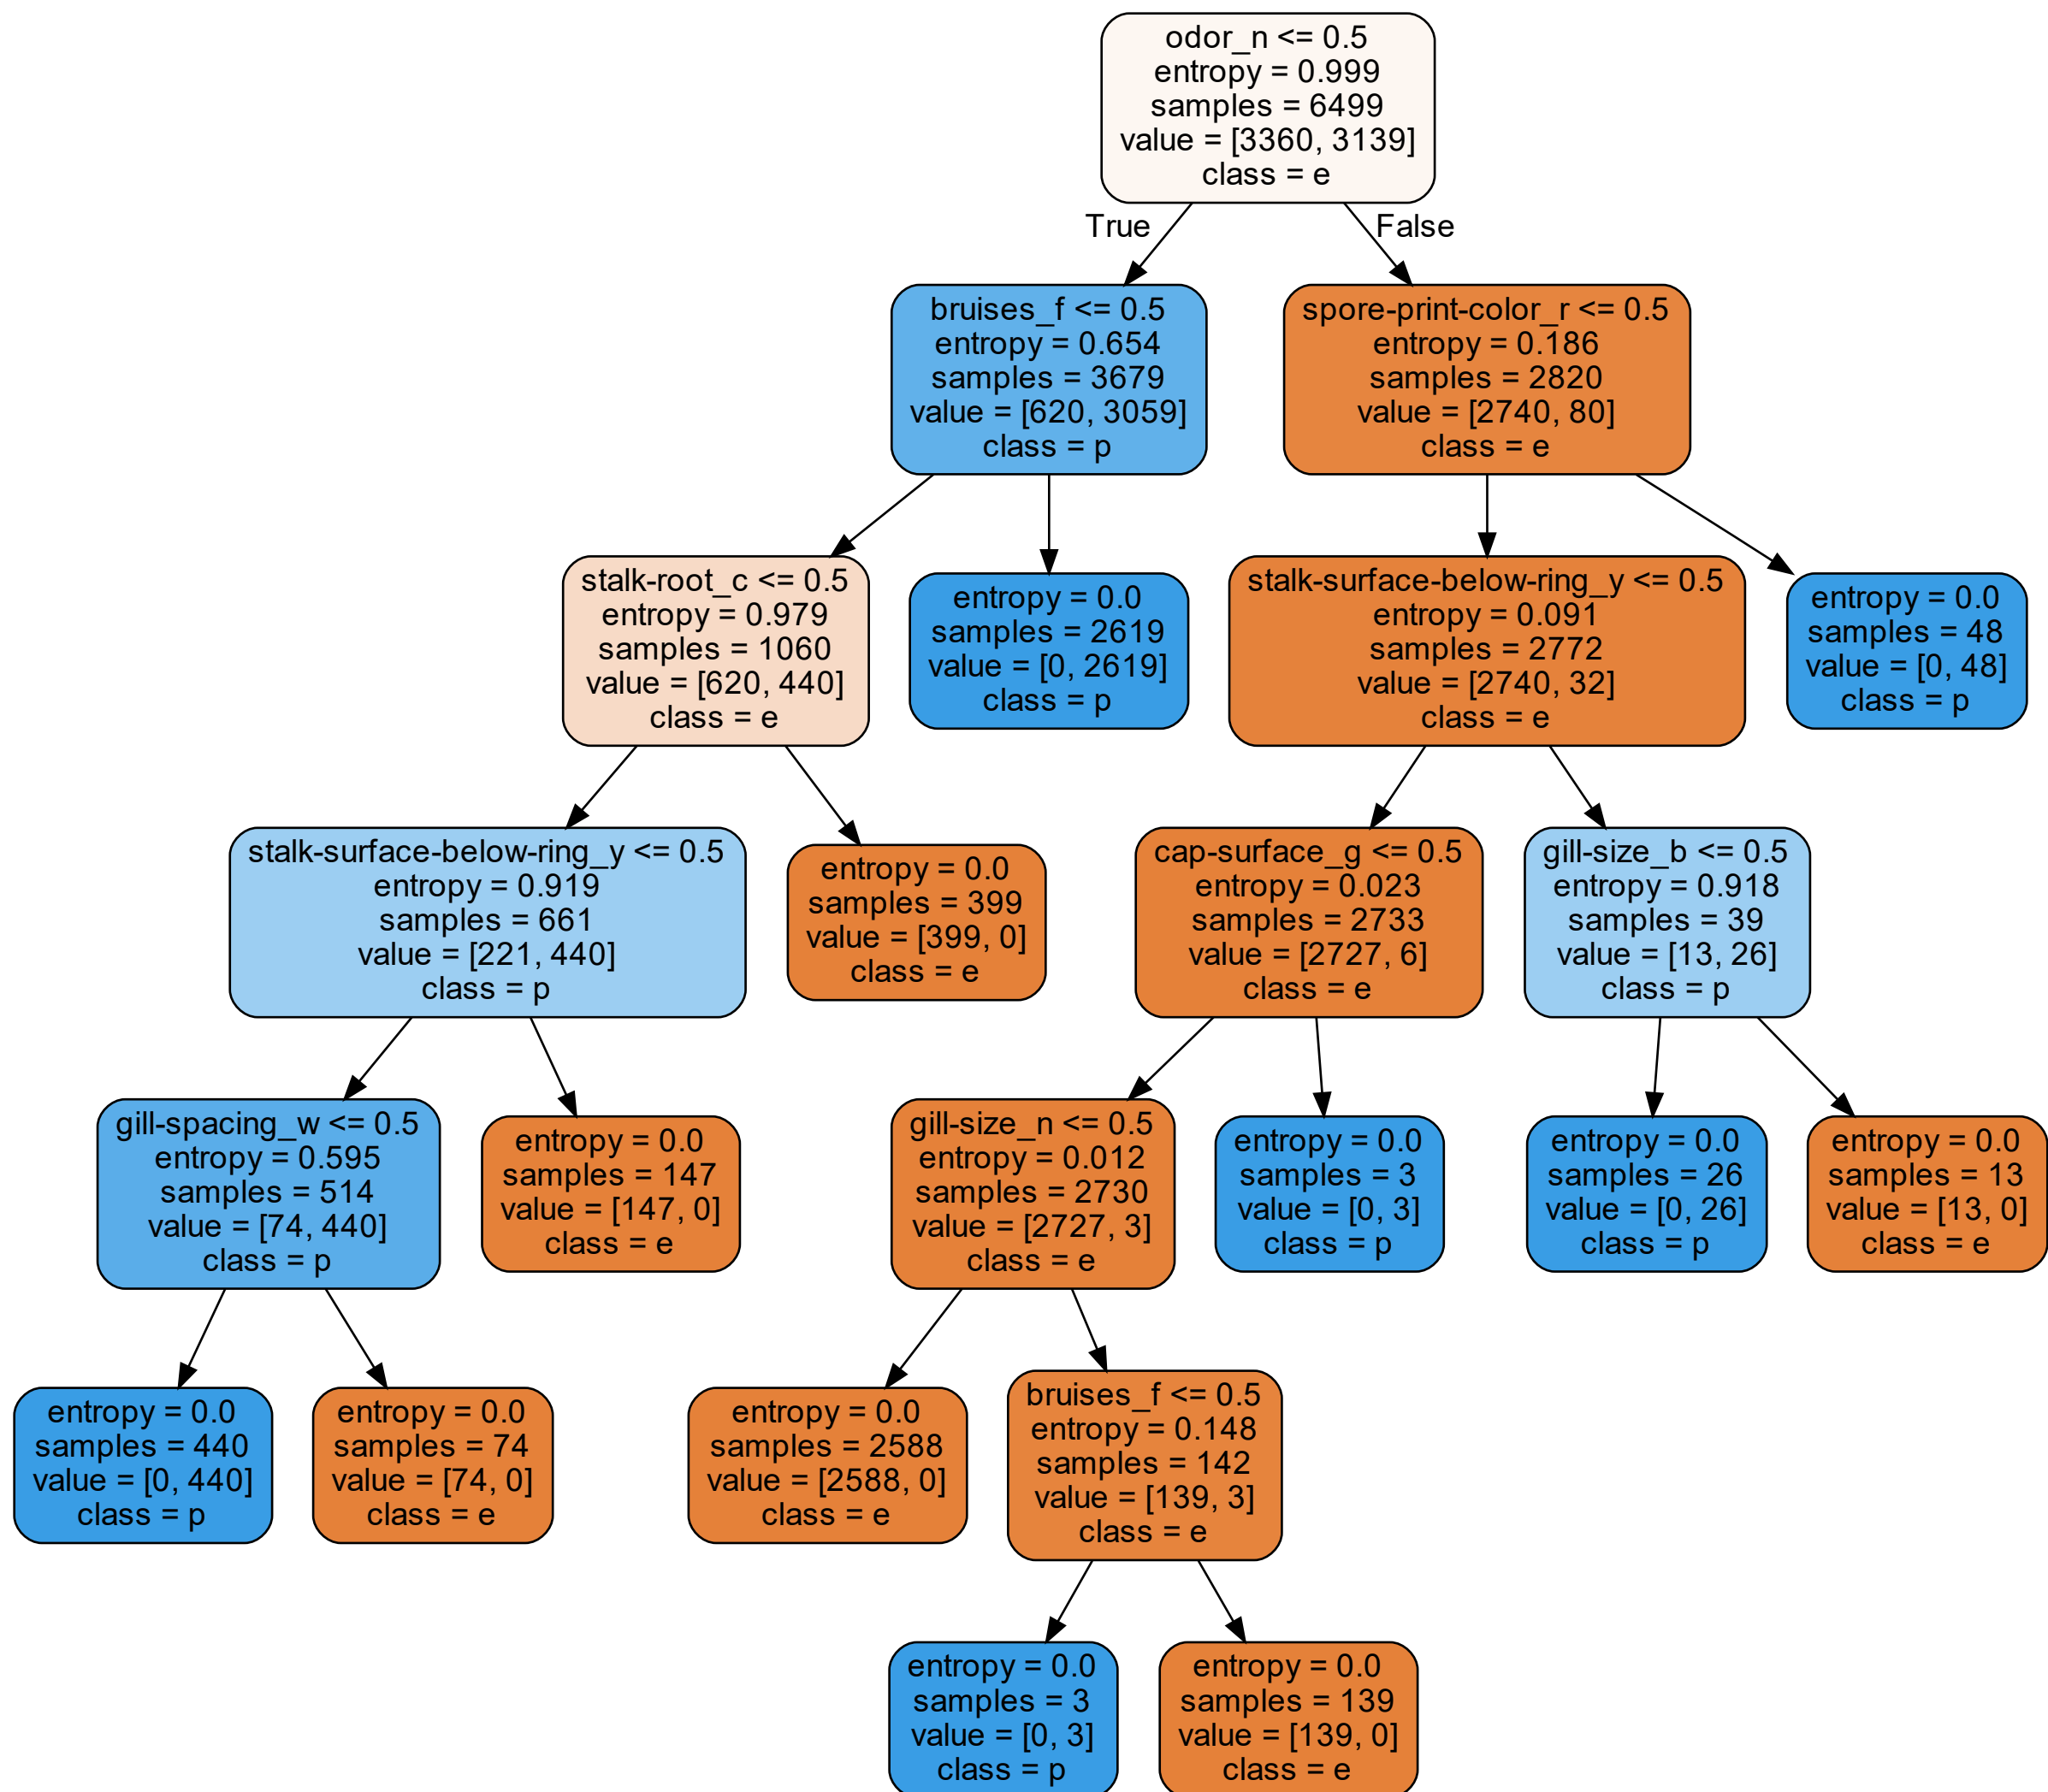 odor_n <= 0.5
entropy = 0.999
samples = 6499
value = [3360, 3139]
class = e
True
False
bruises_f <= 0.5
entropy = 0.654
samples = 3679
value = [620, 3059]
class = p
spore-print-color_r <= 0.5
entropy = 0.186
samples = 2820
value = [2740, 80]
class = e
stalk-root_c <= 0.5
entropy = 0.979
samples = 1060
value = [620, 440]
class = e
entropy = 0.0
samples = 2619
value = [0, 2619]
class = p
stalk-surface-below-ring_y <= 0.5
entropy = 0.091
samples = 2772
value = [2740, 32]
class = e
entropy = 0.0
samples = 48
value = [0, 48]
class = p
stalk-surface-below-ring_y <= 0.5
entropy = 0.919
samples = 661
value = [221, 440]
class = p
entropy = 0.0
samples = 399
value = [399, 0]
class = e
cap-surface_g <= 0.5
entropy = 0.023
samples = 2733
value = [2727, 6]
class = e
gill-size_b <= 0.5
entropy = 0.918
samples = 39
value = [13, 26]
class = p
gill-spacing_w <= 0.5
entropy = 0.595
samples = 514
value = [74, 440]
class = p
entropy = 0.0
samples = 147
value = [147, 0]
class = e
gill-size_n <= 0.5
entropy = 0.012
samples = 2730
value = [2727, 3]
class = e
entropy = 0.0
samples = 3
value = [0, 3]
class = p
entropy = 0.0
samples = 26
value = [0, 26]
class = p
entropy = 0.0
samples = 13
value = [13, 0]
class = e
entropy = 0.0
samples = 440
value = [0, 440]
class = p
entropy = 0.0
samples = 74
value = [74, 0]
class = e
entropy = 0.0
samples = 2588
value = [2588, 0]
class = e
bruises_f <= 0.5
entropy = 0.148
samples = 142
value = [139, 3]
class = e
entropy = 0.0
samples = 3
value = [0, 3]
class = p
entropy = 0.0
samples = 139
value = [139, 0]
class = e